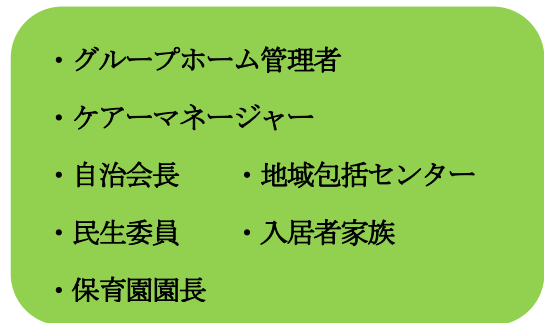 ・グループホーム管理者
・ケアーマネージャー
・自治会長　　・地域包括センター
・民生委員　　・入居者家族
・保育園園長